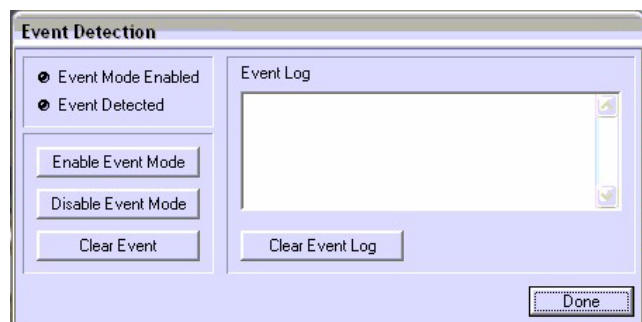 Event Detection
Event Mode Enabled
Event Detected
Enable Event Mode
Disable Event Mode
Clear Event
Event Log
Clear Event Log
Done